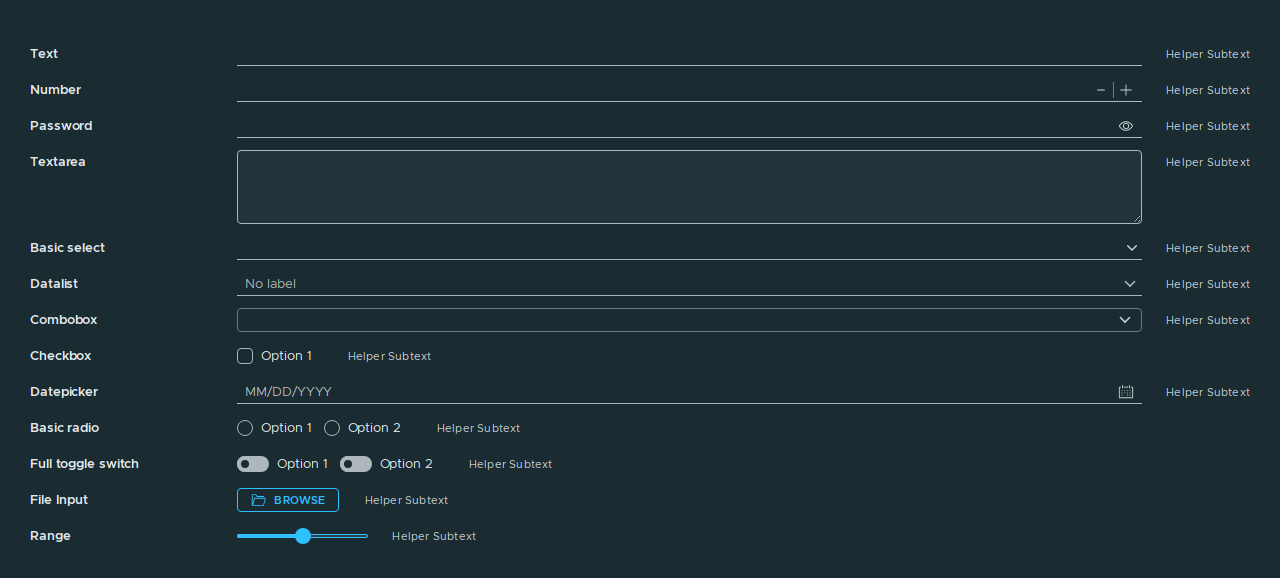 Text Helper Subtext
Number Helper Subtext
Password Helper Subtext
Textarea Helper Subtext
Basic select Helper Subtext
Datalist No label Helper Subtext
Combobox Helper Subtext
Checkbox Option 1 Helper Subtext
Datepicker MM/DD/YYYY Helper Subtext
Basic radio Option 1 Option 2 Helper Subtext
Full toggle switch Option 1 Option 2 Helper Subtext
File Input BROWSE Helper Subtext
Range Helper Subtext